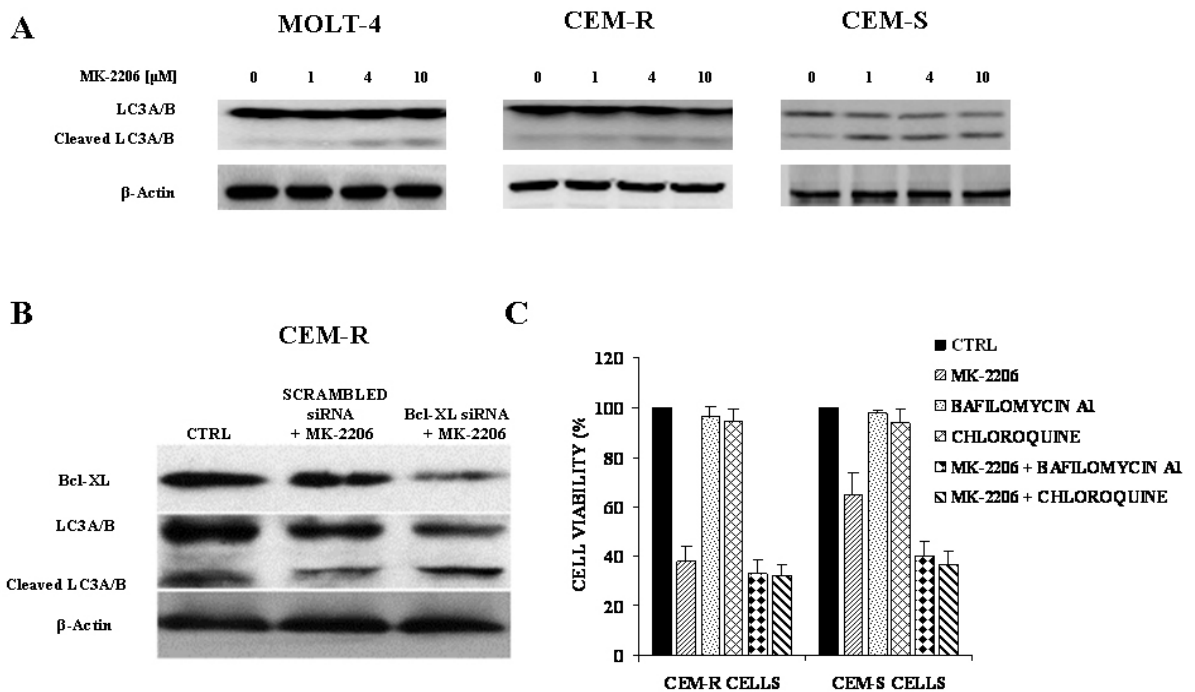 A
MOLT-4
CEM-R
CEM-S
MK-2206 [µM]
0 1 4 10
0 1 4 10
0 1 4 10
LC3A/B
Cleaved LC3A/B
β-Actin
B
CEM-R
CTRL
SCRAMBLED
siRNA
+ MK-2206
Bcl-XL siRNA
+ MK-2206
Bcl-XL
LC3A/B
Cleaved LC3A/B
β-Actin
C
CELL VIABILITY (%
120
100
80
60
40
20
0
CEM-R CELLS
CEM-S CELLS
CTRL
MK-2206
BAFILOMYCIN A1
CHLOROQUINE
MK-2206 + BAFILOMYCIN A1
MK-2206 + CHLOROQUINE